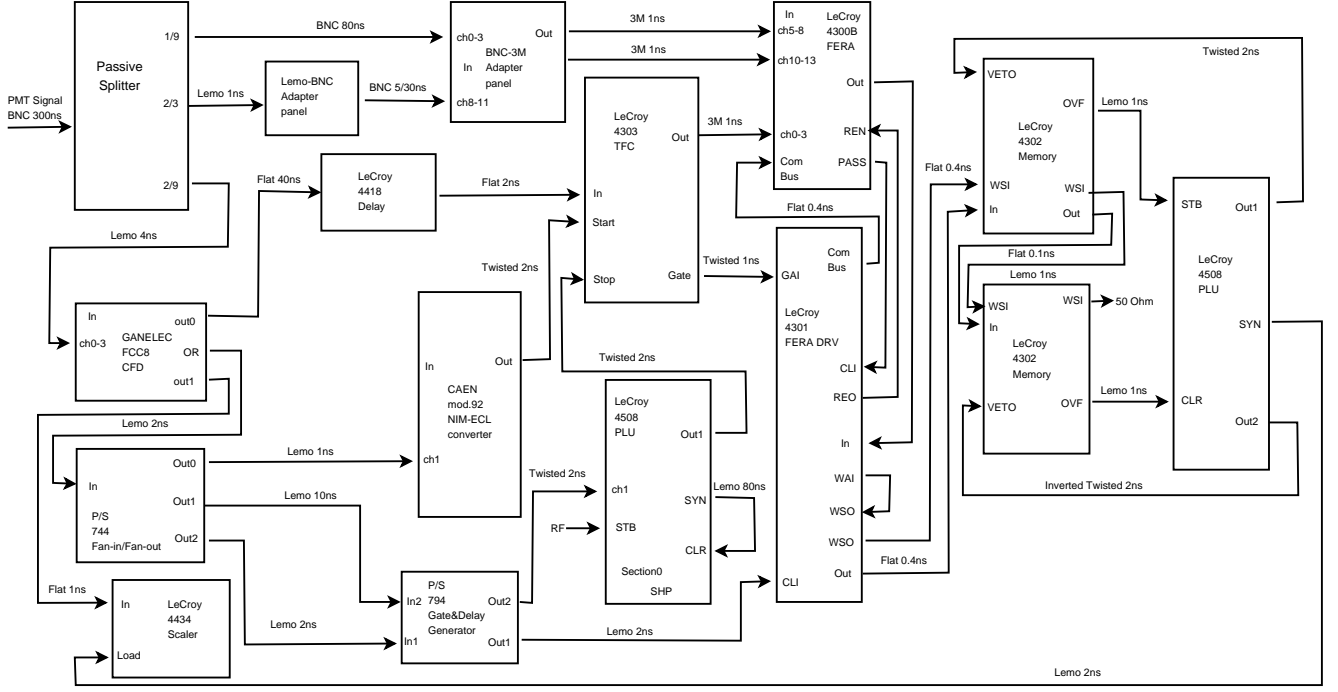 PMT Signal
BNC 300ns
Passive
Splitter
1/9
2/3
2/9
BNC 80ns
Lemo 1ns
Lemo-BNC
Adapter
panel
BNC 5/30ns
ch0-3
Out
BNC-3M
In
Adapter
panel
ch8-11
3M 1ns
3M 1ns
In
LeCroy
4300B
FERA
ch5-8
ch10-13
Out
ch0-3
REN
Com
Bus
PASS
LeCroy
4303
TFC
Out
3M 1ns
In
Start
Stop
Gate
Flat 40ns
LeCroy
4418
Delay
Flat 2ns
Lemo 4ns
Twisted 2ns
Twisted 1ns
Flat 0.4ns
In
out0
ch0-3
GANELEC
FCC8
CFD
OR
out1
Lemo 2ns
In
Out
CAEN
mod.92
NIM-ECL
converter
ch1
Lemo 1ns
Com
Bus
GAI
LeCroy
4301
FERA DRV
CLI
REO
In
WAI
WSO
WSO
Out
CLI
Twisted 2ns
LeCroy
4508
PLU
Out1
ch1
SYN
STB
CLR
Section0
SHP
Lemo 80ns
Twisted 2ns
RF
In
Out0
Out1
Out2
P/S
744
Fan-in/Fan-out
Lemo 10ns
Flat 1ns
In
LeCroy
4434
Scaler
Load
Lemo 2ns
P/S
794
Gate&Delay
Generator
In2
In1
Out2
Out1
Lemo 2ns
Flat 0.4ns
Flat 0.4ns
VETO
OVF
LeCroy
4302
Memory
WSI
In
WSI
Out
Lemo 1ns
Twisted 2ns
Flat 0.1ns
Lemo 1ns
WSI
WSI
50 Ohm
In
LeCroy
4302
Memory
VETO
OVF
Lemo 1ns
STB
Out1
LeCroy
4508
PLU
SYN
CLR
Out2
Inverted Twisted 2ns
Lemo 2ns